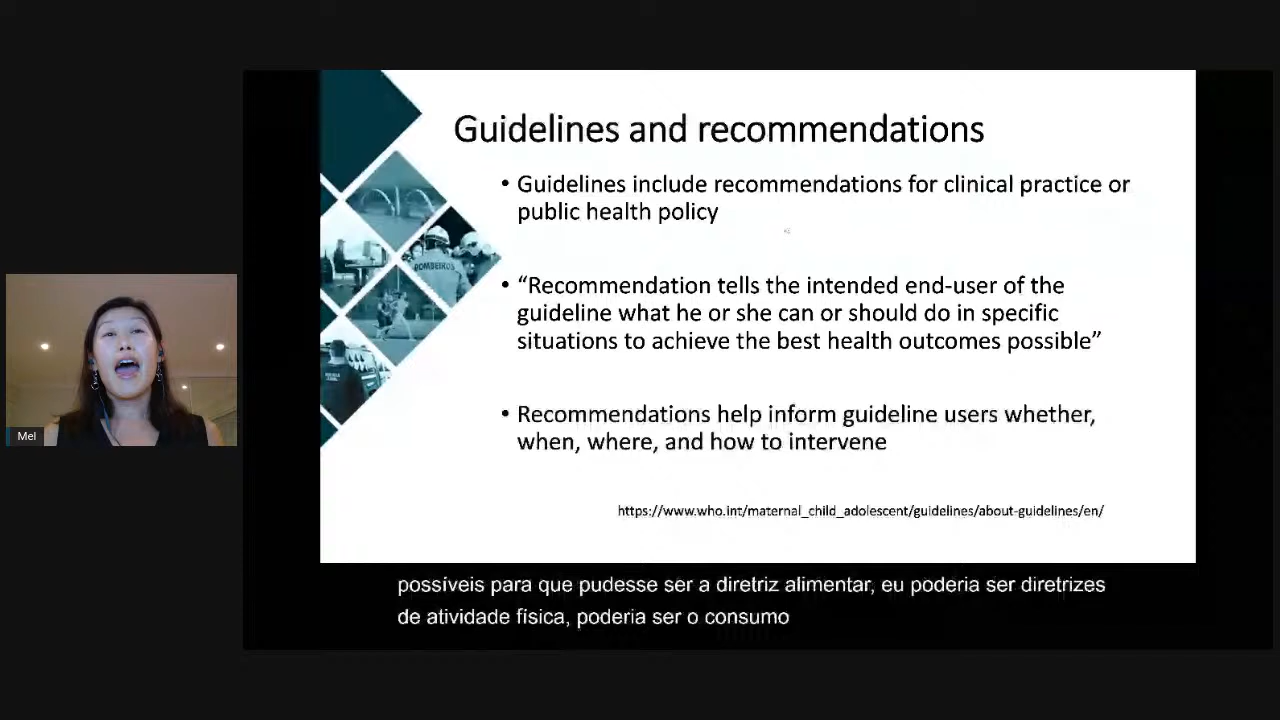 Guidelines and recommendations
• Guidelines include recommendations for clinical practice or
public health policy
• “Recommendation tells the intended end-user of the
guideline what he or she can or should do in specific
situations to achieve the best health outcomes possible”
• Recommendations help inform guideline users whether,
when, where, and how to intervene
https://www.who.int/maternal_child_adolescent/guidelines/about-guidelines/en/
BOMBEIROS
Mel
possíveis para que pudesse ser a diretriz alimentar, eu poderia ser diretrizes
de atividade física, poderia ser o consumo